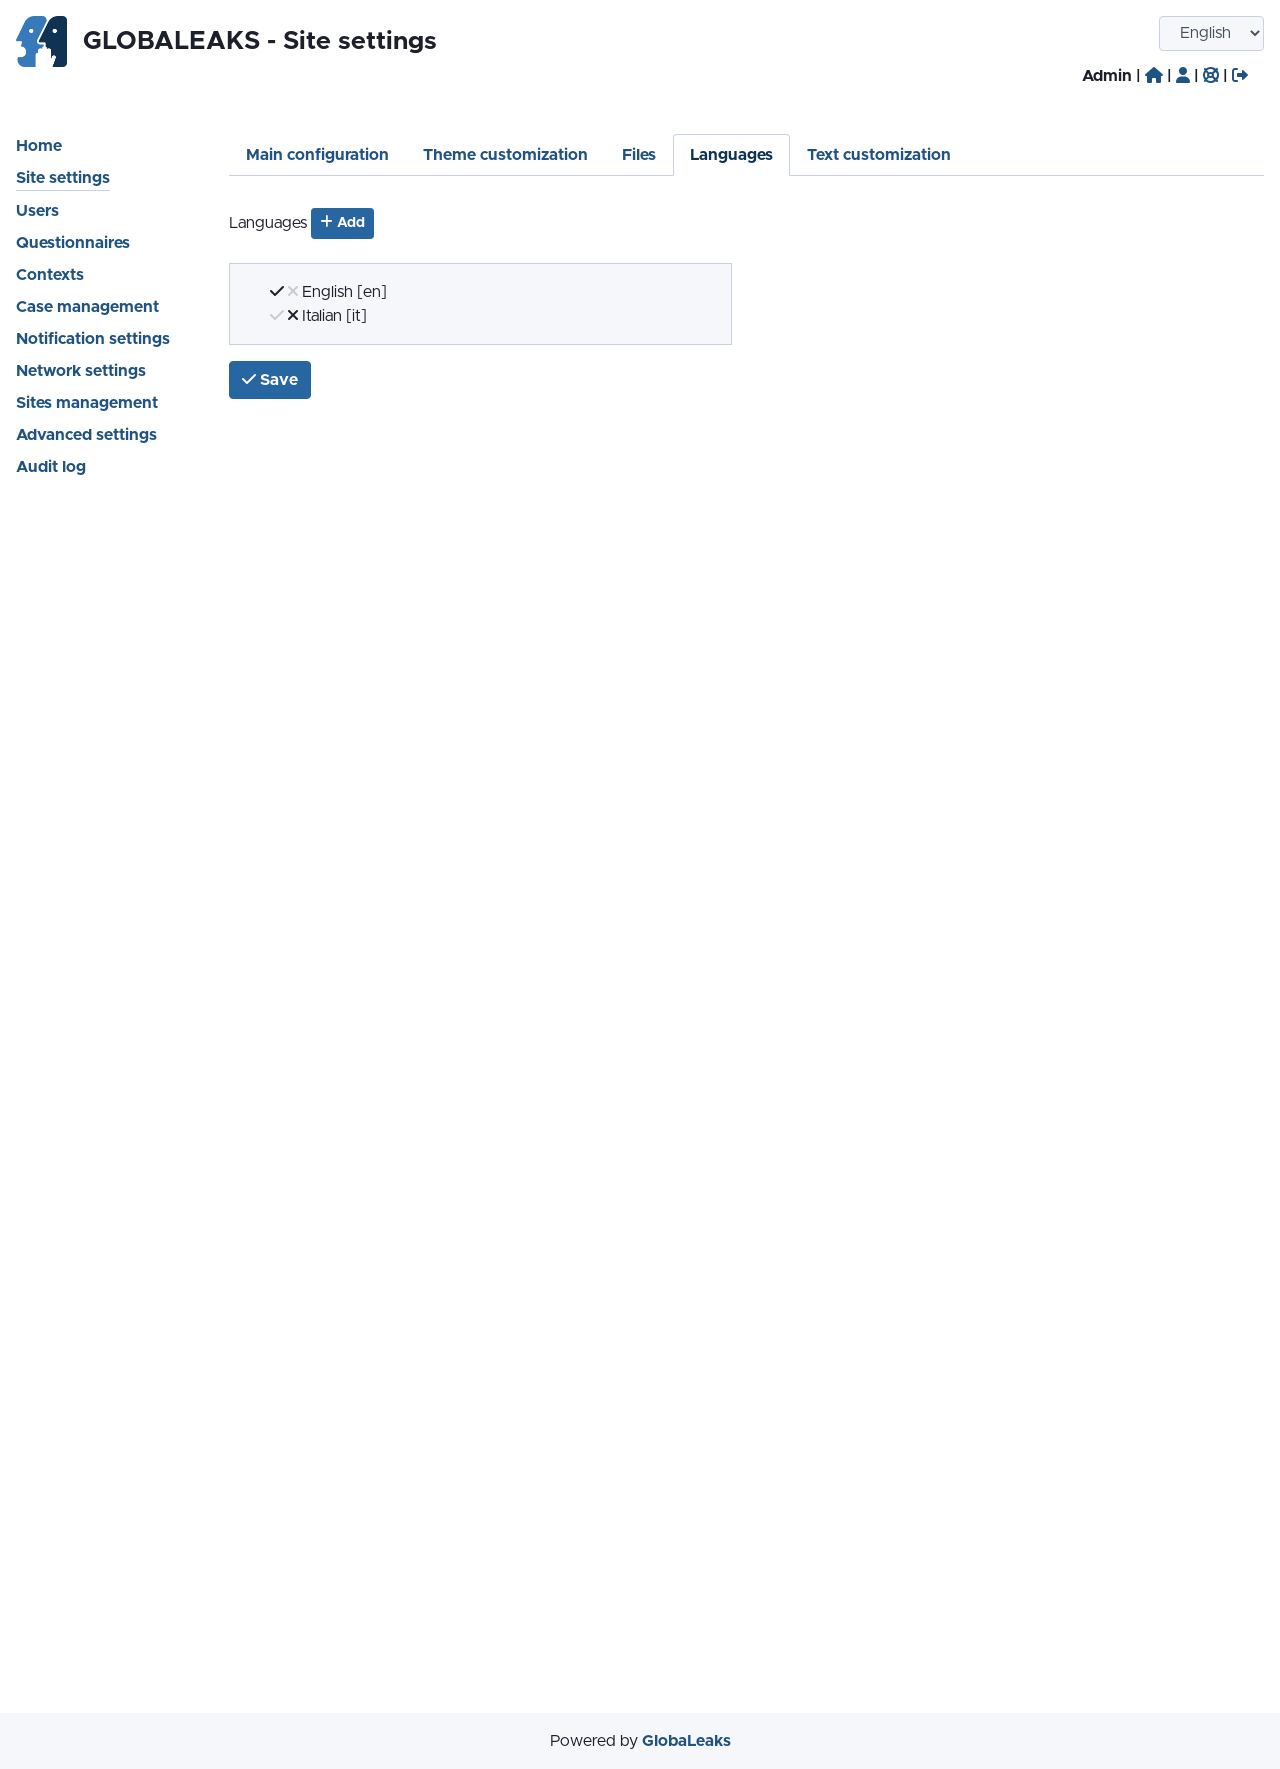 GLOBALEAKS - Site settings
English
Admin | | | |
Home
Site settings
Users
Questionnaires
Contexts
Case management
Notification settings
Network settings
Sites management
Advanced settings
Audit log
Main configuration
Theme customization
Files
Languages
Text customization
Languages
Add
English [en]
Italian [it]
Save
Powered by GlobaLeaks